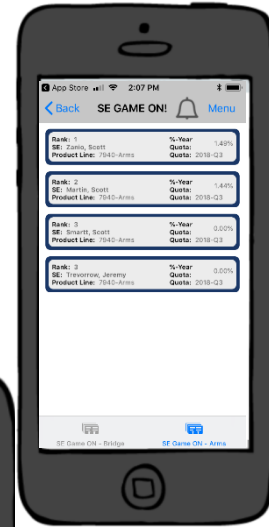 App Store 2:07 PM
Back SE GAME ON! Menu
Rank: 1 %-Year 1.49%
SE: Zanio, Scott Quota:
Product Line: 7940-Arms Quota: 2018-Q3
Rank: 2 %-Year 1.44%
SE: Martin, Scott Quota:
Product Line: 7940-Arms Quota: 2018-Q3
Rank: 3 %-Year 0.00%
SE: Smartt, Scott Quota:
Product Line: 7940-Arms Quota: 2018-Q3
Rank: 3 %-Year 0.00%
SE: Trevorrow, Jeremy Quota:
Product Line: 7940-Arms Quota: 2018-Q3
SE Game ON - Bridge SE Game ON - Arms